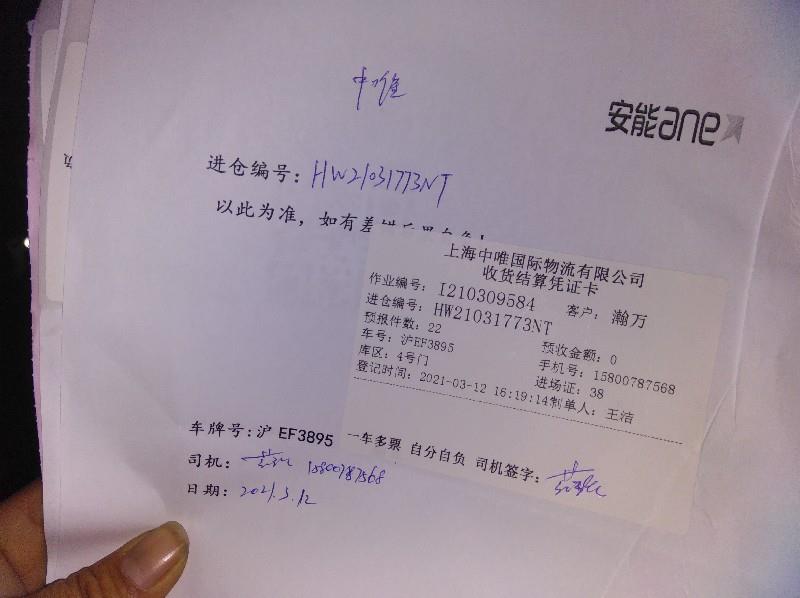 中唯
安能ane
进仓编号：HW21031773NT
以此为准，如有差错后果自负！
上海中唯国际物流有限公司
收货结算凭证卡
作业编号：I210309584 客户：瀚万
进仓编号：HW21031773NT
预报件数：22 预收金额：0
车号：沪EF3895 手机号：15800787568
库区：4号门 进场证：38
登记时间：2021-03-12 16:19:14制单人：王洁
一车多票 自分自负 司机签字：
车牌号：沪 EF3895
司机： 15800787568
日期：2021.3.12